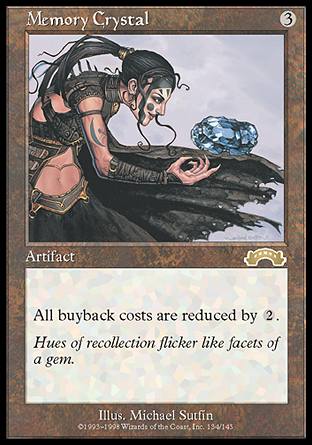 Memory Crystal 3
Artifact
All buyback costs are reduced by 2.
Hues of recollection flicker like facets of
a gem.
Illus. Michael Sutfin
©1993–1998 Wizards of the Coast, Inc. 134/143